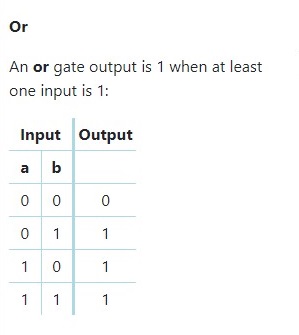 Or
An or gate output is 1 when at least
one input is 1:
Input Output
a b
0 0 0
0 1 1
1 0 1
1 1 1